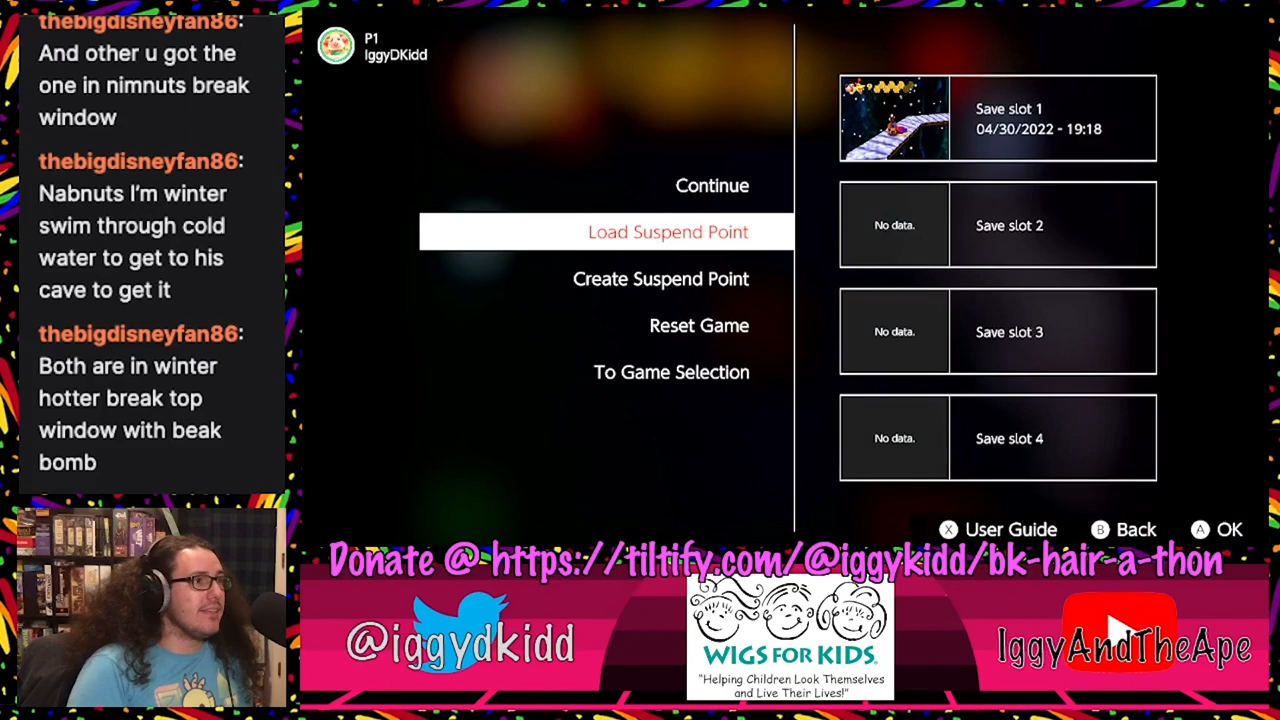 thebigdisneyfan86:
And other u got the
one in nimnuts break
window
thebigdisneyfan86:
Nabnuts I'm winter
swim through cold
water to get to his
cave to get it
thebigdisneyfan86:
Both are in winter
hotter break top
window with beak
bomb
P1
IggyDKidd
Continue
Load Suspend Point
Create Suspend Point
Reset Game
To Game Selection
Save slot 1
04/30/2022 - 19:18
No data.
Save slot 2
No data.
Save slot 3
No data.
Save slot 4
X User Guide B Back A OK
Donate @ https://tiltify.com/@iggykidd/bk-hair-a-thon
@iggydkidd
WIGS FOR KIDS.
"Helping Children Look Themselves
and Live Their Lives!"
IggyAndTheApe